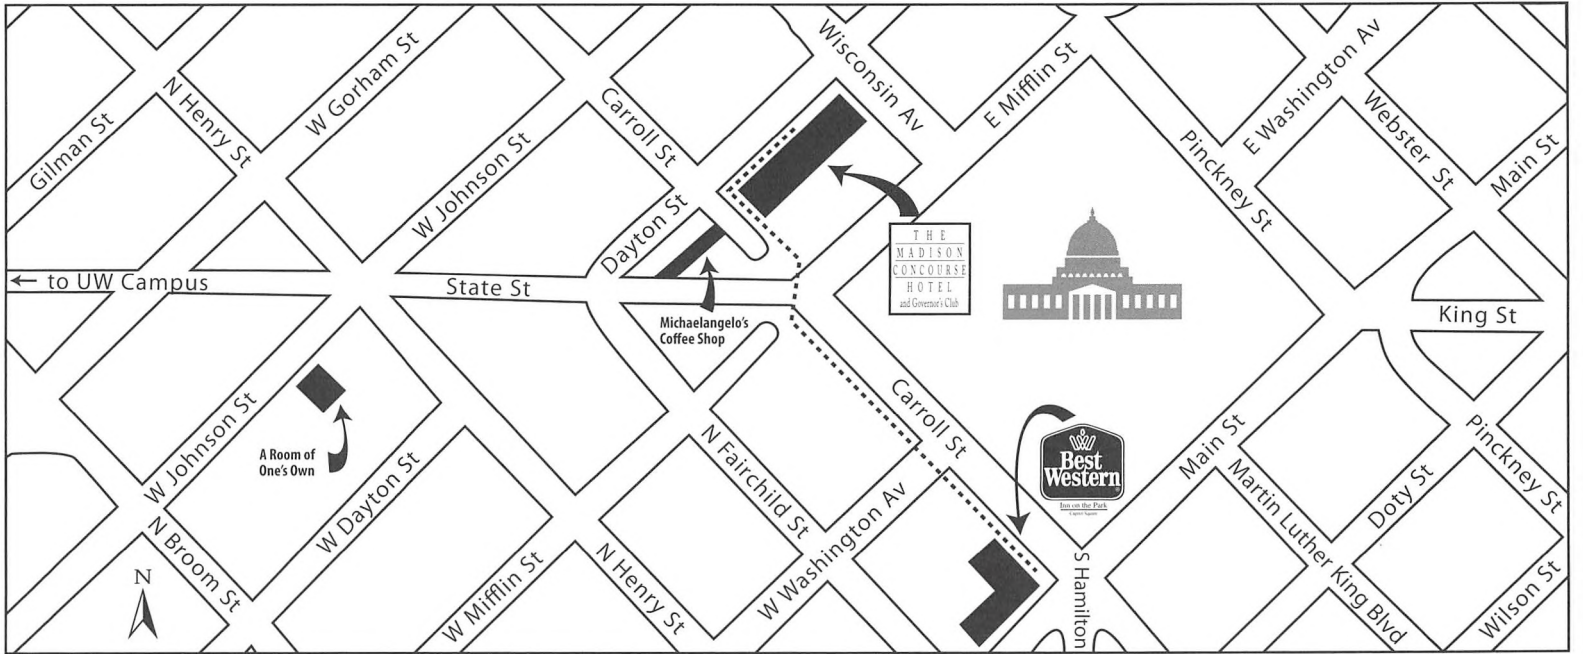 Gilman St
N Henry St
W Gorham St
W Johnson St
Carroll St
Dayton St
Wisconsin Av
E Mifflin St
Pinckney St
E Washington Av
Webster St
Main St
← to UW Campus
State St
Michaelangelo's
Coffee Shop
THE
MADISON
CONCOURSE
HOTEL
and Governor's Club
King St
A Room of
One's Own
W Johnson St
W Dayton St
N Broom St
N
W Mifflin St
N Henry St
N Fairchild St
W Washington Av
Carroll St
Best
Western
Inn on the Park
Capitol Square
S Hamilton
Main St
Martin Luther King Blvd
Doty St
Pinckney St
Wilson St